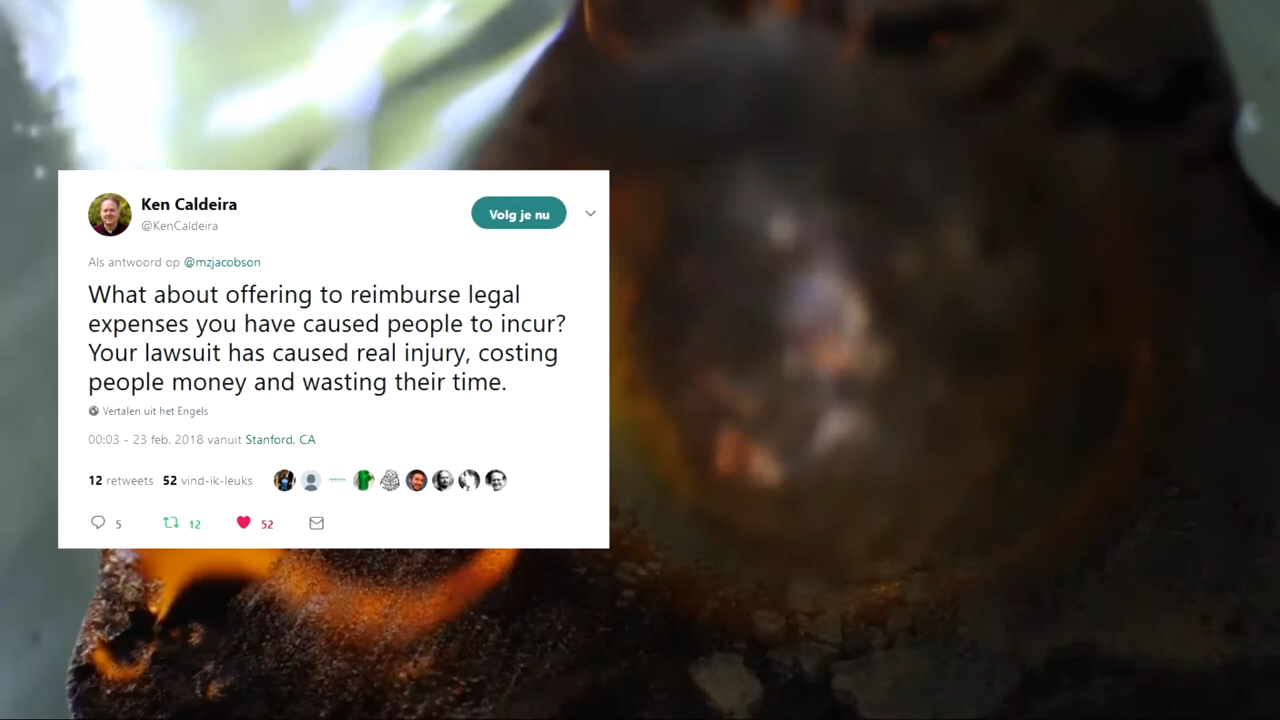 Ken Caldeira
@KenCaldeira
Volg je nu
Als antwoord op @mzjacobson
What about offering to reimburse legal
expenses you have caused people to incur?
Your lawsuit has caused real injury, costing
people money and wasting their time.
Vertalen uit het Engels
00:03 - 23 feb. 2018 vanuit Stanford, CA
12 retweets 52 vind-ik-leuks
5 12 52